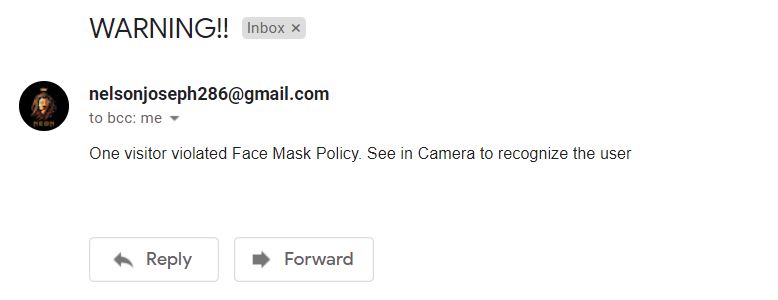 WARNING!! Inbox ×
nelsonjoseph286@gmail.com
to bcc: me
One visitor violated Face Mask Policy. See in Camera to recognize the user
Reply Forward